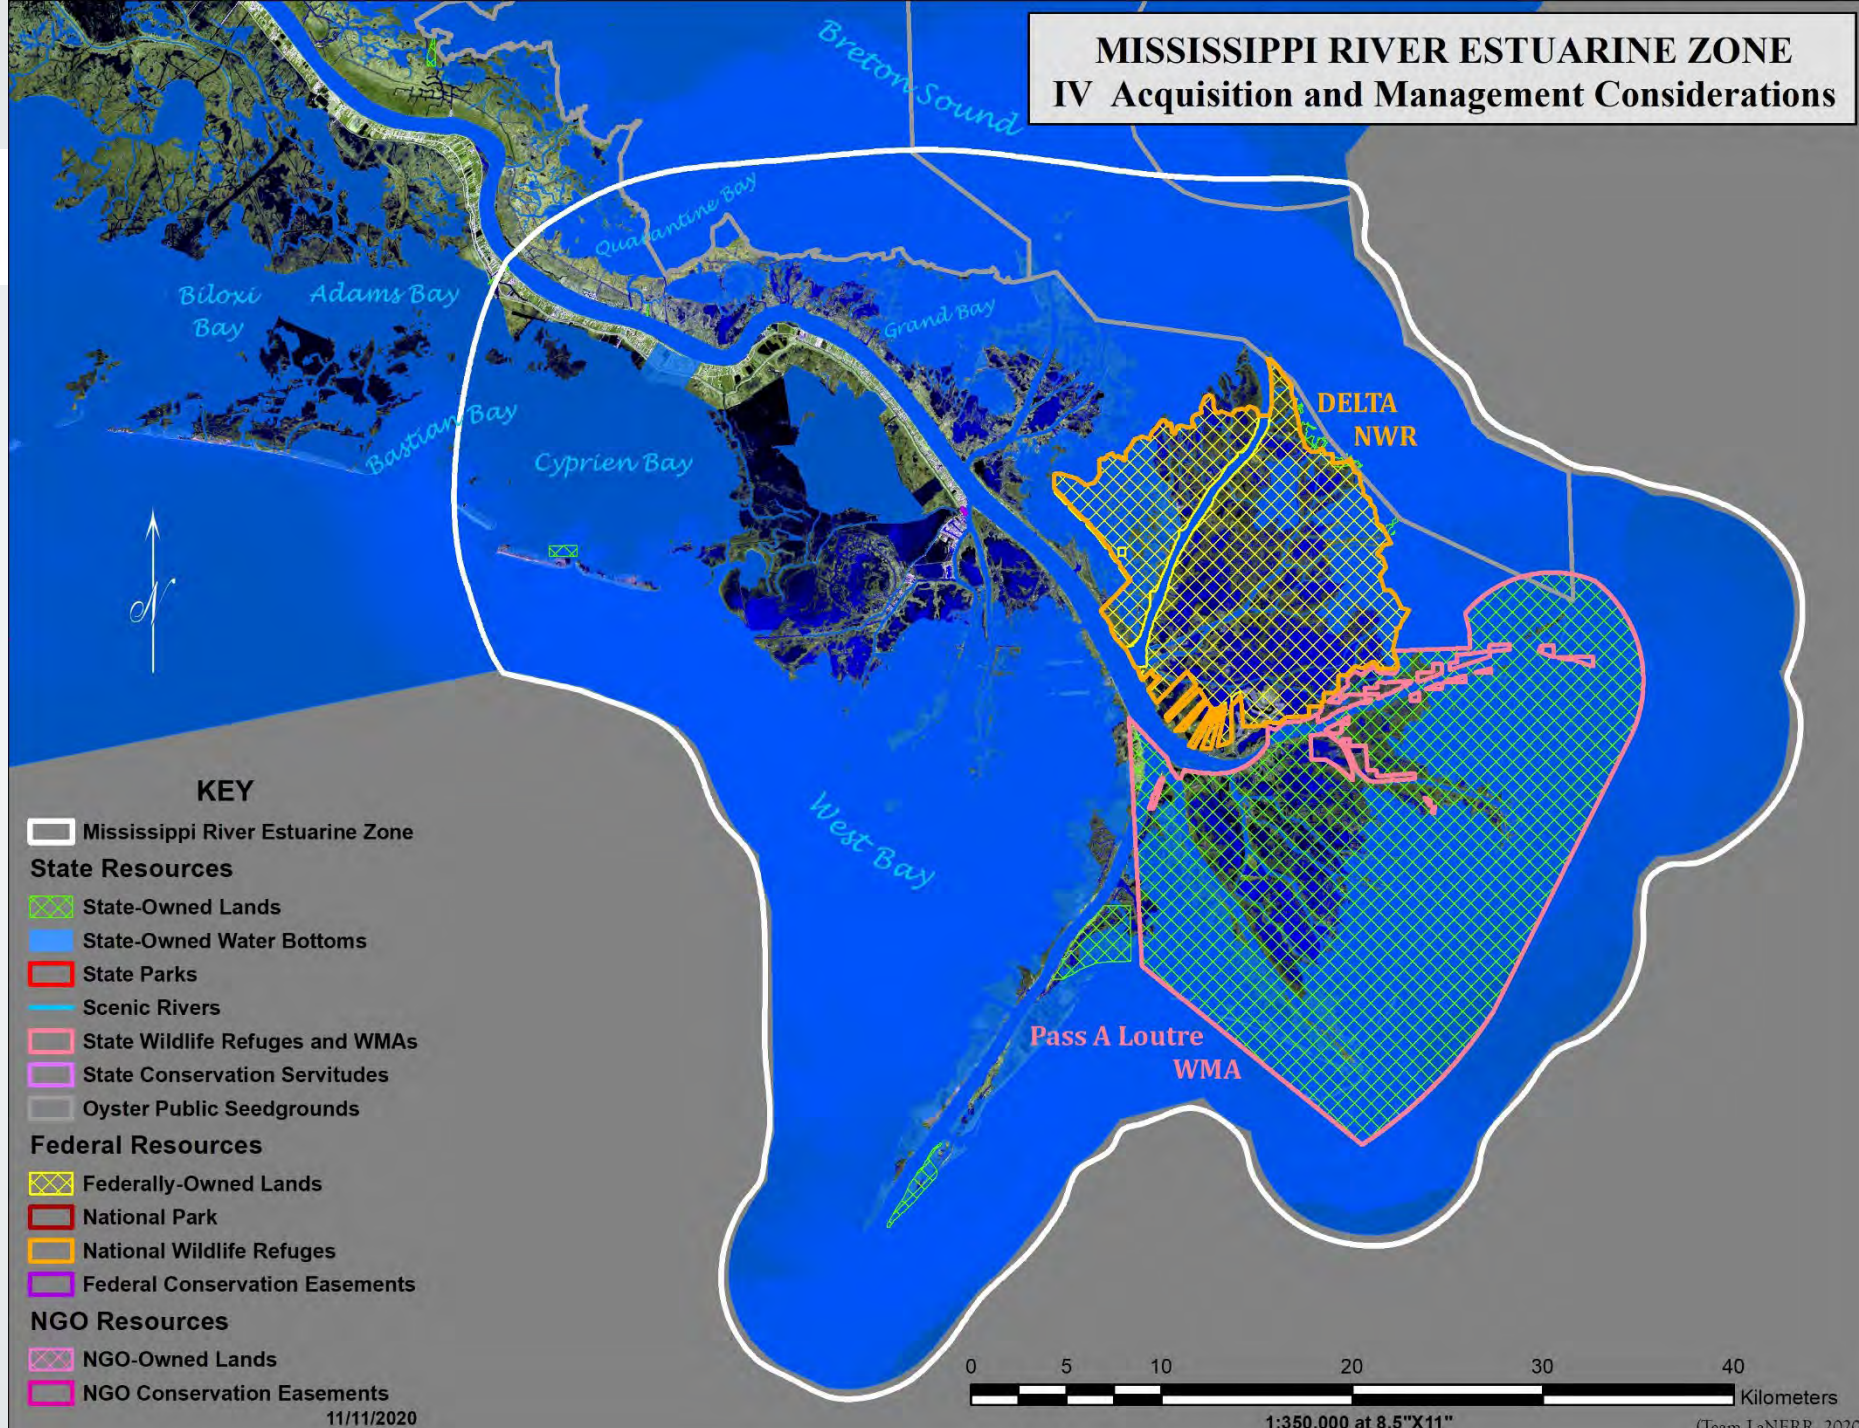 MISSISSIPPI RIVER ESTUARINE ZONE
IV Acquisition and Management Considerations
Breton Sound
Quarantine Bay
Biloxi
Bay
Adams Bay
Grand Bay
Bastian Bay
Cyprien Bay
DELTA
NWR
N
West Bay
Pass A Loutre
WMA
KEY
Mississippi River Estuarine Zone
State Resources
State-Owned Lands
State-Owned Water Bottoms
State Parks
Scenic Rivers
State Wildlife Refuges and WMAs
State Conservation Servitudes
Oyster Public Seedgrounds
Federal Resources
Federally-Owned Lands
National Park
National Wildlife Refuges
Federal Conservation Easements
NGO Resources
NGO-Owned Lands
NGO Conservation Easements
11/11/2020
0 5 10 20 30 40
Kilometers
1:350,000 at 8.5"X11"
(Team LaNERR, 2020